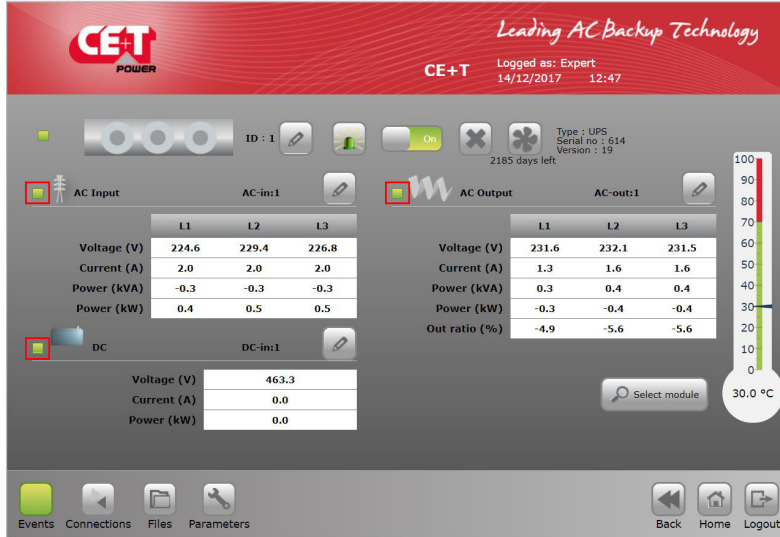 CE+T
POWER
Leading AC Backup Technology
CE+T
Logged as: Expert
14/12/2017 12:47
ID : 1
On
2185 days left
Type : UPS
Serial no : 614
Version : 19
AC Input AC-in:1
L1 L2 L3
Voltage (V) 224.6 229.4 226.8
Current (A) 2.0 2.0 2.0
Power (kVA) -0.3 -0.3 -0.3
Power (kW) 0.4 0.5 0.5
DC DC-in:1
Voltage (V) 463.3
Current (A) 0.0
Power (kW) 0.0
AC Output AC-out:1
L1 L2 L3
Voltage (V) 231.6 232.1 231.5
Current (A) 1.3 1.6 1.6
Power (kVA) 0.3 0.4 0.4
Power (kW) -0.3 -0.4 -0.4
Out ratio (%) -4.9 -5.6 -5.6
Select module
100
90
80
70
60
50
40
30
20
10
0
30.0 °C
Events Connections Files Parameters
Back Home Logout